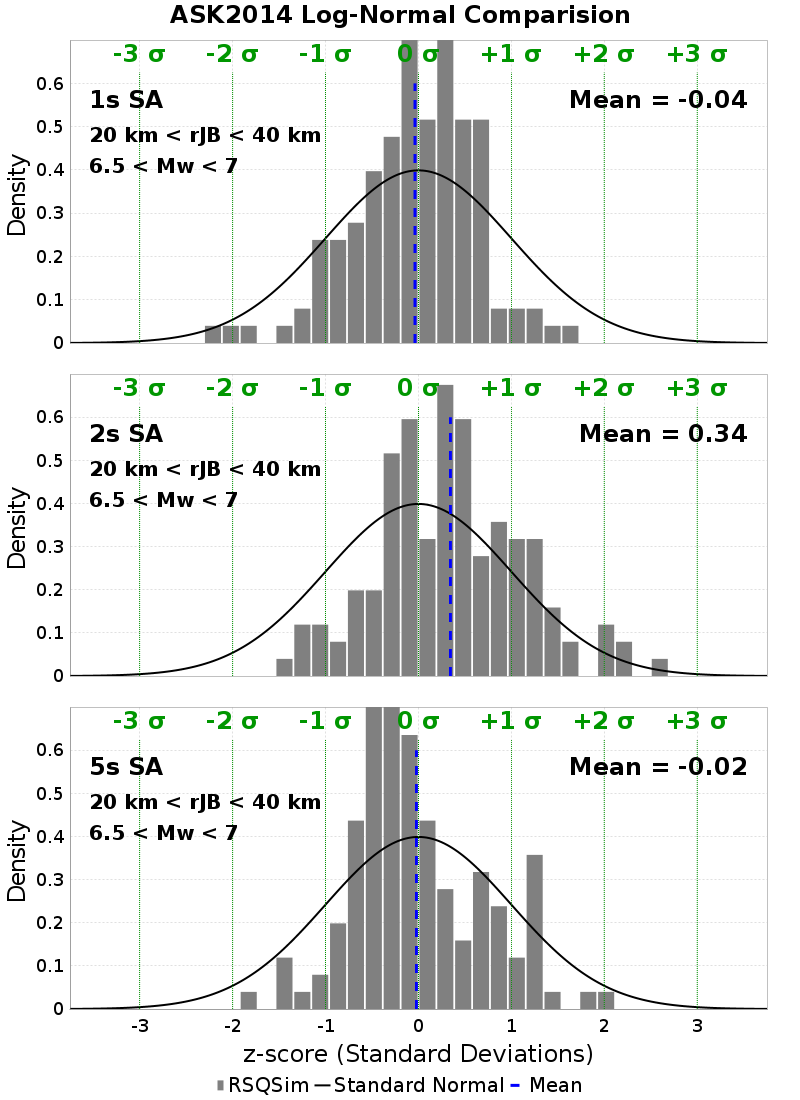 ASK2014 Log-Normal Comparision
-3 σ -2 σ -1 σ 0 σ +1 σ +2 σ +3 σ
1s SA
Mean = -0.04
20 km < rJB < 40 km
6.5 < Mw < 7
0.6
0.5
0.4
0.3
0.2
0.1
0
Density
-3 σ -2 σ -1 σ 0 σ +1 σ +2 σ +3 σ
2s SA
Mean = 0.34
20 km < rJB < 40 km
6.5 < Mw < 7
0.6
0.5
0.4
0.3
0.2
0.1
0
Density
-3 σ -2 σ -1 σ 0 σ +1 σ +2 σ +3 σ
5s SA
Mean = -0.02
20 km < rJB < 40 km
6.5 < Mw < 7
0.6
0.5
0.4
0.3
0.2
0.1
0
Density
-3 -2 -1 0 1 2 3
z-score (Standard Deviations)
RSQSim Standard Normal Mean